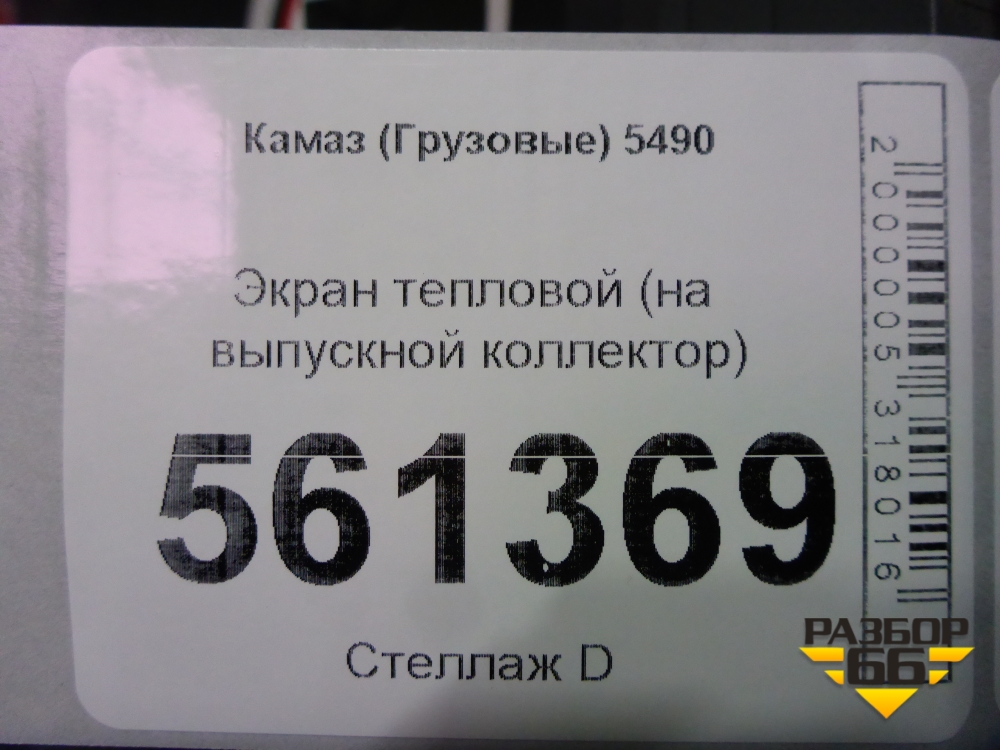 Камаз (Грузовые) 5490
Экран тепловой (на
выпускной коллектор)
561369
Стеллаж D
2000005318016
РАЗБОР
66